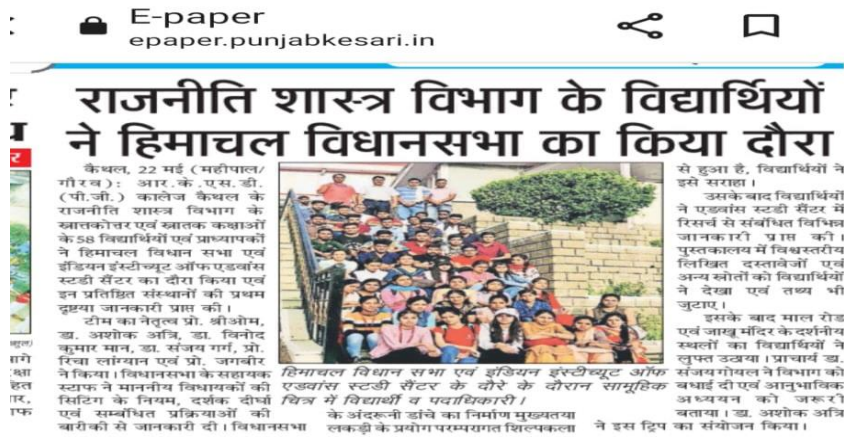 E-paper
epaper.punjabkesari.in
राजनीति शास्त्र विभाग के विद्यार्थियों
ने हिमाचल विधानसभा का किया दौरा
कैथल, 22 मई (महीपाल/
गौरव): आर.के.एस.डी.
(पी.जी.) कालेज कैथल के
राजनीति शास्त्र विभाग के
स्नातकोत्तर एवं स्नातक कक्षाओं
के 58 विद्यार्थियों एवं प्राध्यापकों
ने हिमाचल विधान सभा एवं
इंडियन इंस्टीच्यूट ऑफ एडवांस
स्टडी सैंटर का दौरा किया एवं
इन प्रतिष्ठित संस्थानों की प्रथम
दृष्टया जानकारी प्राप्त की।
टीम का नेतृत्व प्रो. श्रीओम,
डा. अशोक अत्रि, डा. विनोद
कुमार मान, डा. संजय गर्ग, प्रो.
रिचा लांग्यान एवं प्रो. जगबीर
ने किया। विधानसभा के सहायक
स्टाफ ने माननीय विधायकों की
सिटिंग के नियम, दर्शक दीर्घा
एवं सम्बंधित प्रक्रियाओं की
बारीकी से जानकारी दी। विधानसभा
हिमाचल विधान सभा एवं इंडियन इंस्टीच्यूट ऑफ
एडवांस स्टडी सैंटर के दौरे के दौरान सामूहिक
चित्र में विद्यार्थी व पदाधिकारी।
के अंदरूनी ढांचे का निर्माण मुख्यतया
लकड़ी के प्रयोग परम्परागत शिल्पकला
से हुआ है, विद्यार्थियों ने
इसे सराहा।
उसके बाद विद्यार्थियों
ने एडवांस स्टडी सैंटर में
रिसर्च से संबंधित विभिन्न
जानकारी प्राप्त की।
पुस्तकालय में विश्वस्तरीय
लिखित दस्तावेजों एवं
अन्य स्रोतों को विद्यार्थियों
ने देखा एवं तथ्य भी
जुटाए।
इसके बाद माल रोड
एवं जाखू मंदिर के दर्शनीय
स्थलों का विद्यार्थियों ने
लुफ्त उठाया। प्राचार्य डा.
संजय गोयल ने विभाग को
बधाई दी एवं आनुभाविक
अध्ययन को जरूरी
बताया। डा. अशोक अत्रि
ने इस ट्रिप का संयोजन किया।